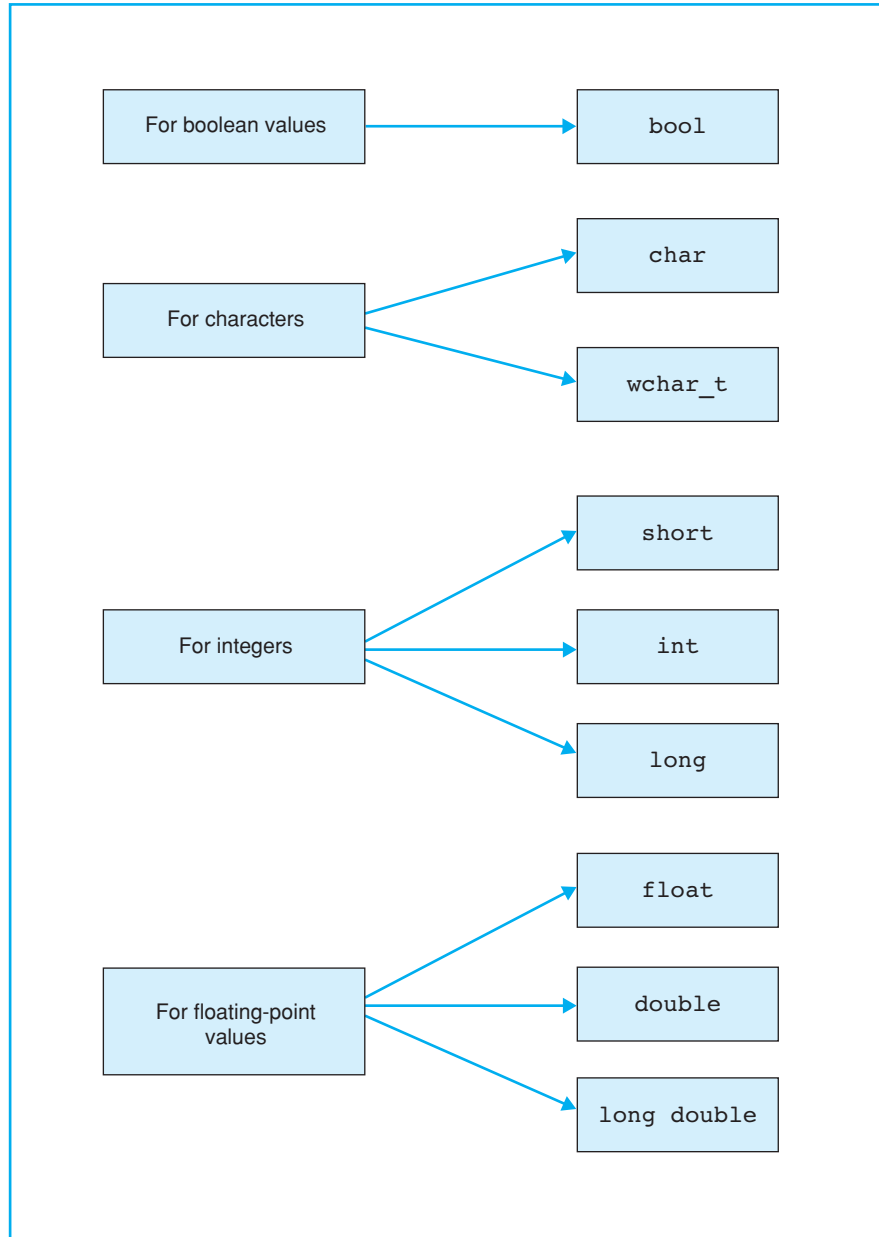 For boolean values
bool
For characters
char
wchar_t
For integers
short
int
long
For floating-point
values
float
double
long double